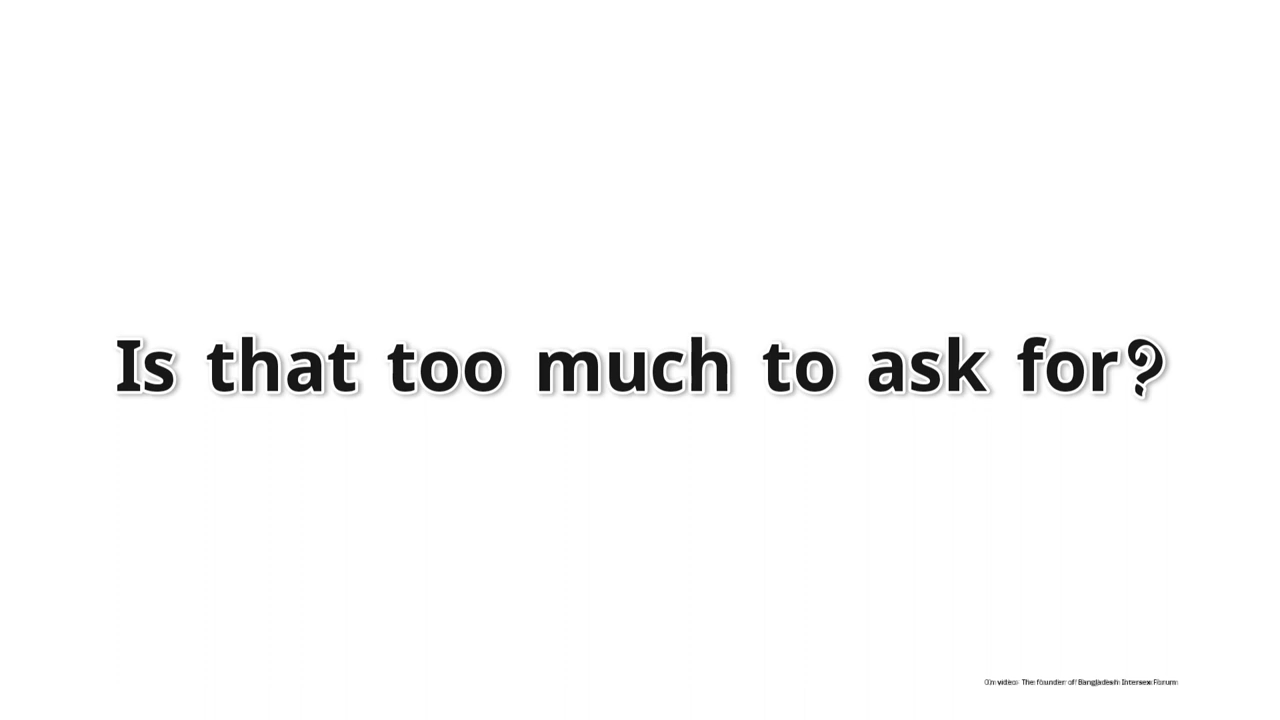 Is that too much to ask for?
On video: The founder of Bangladesh Intersex Forum